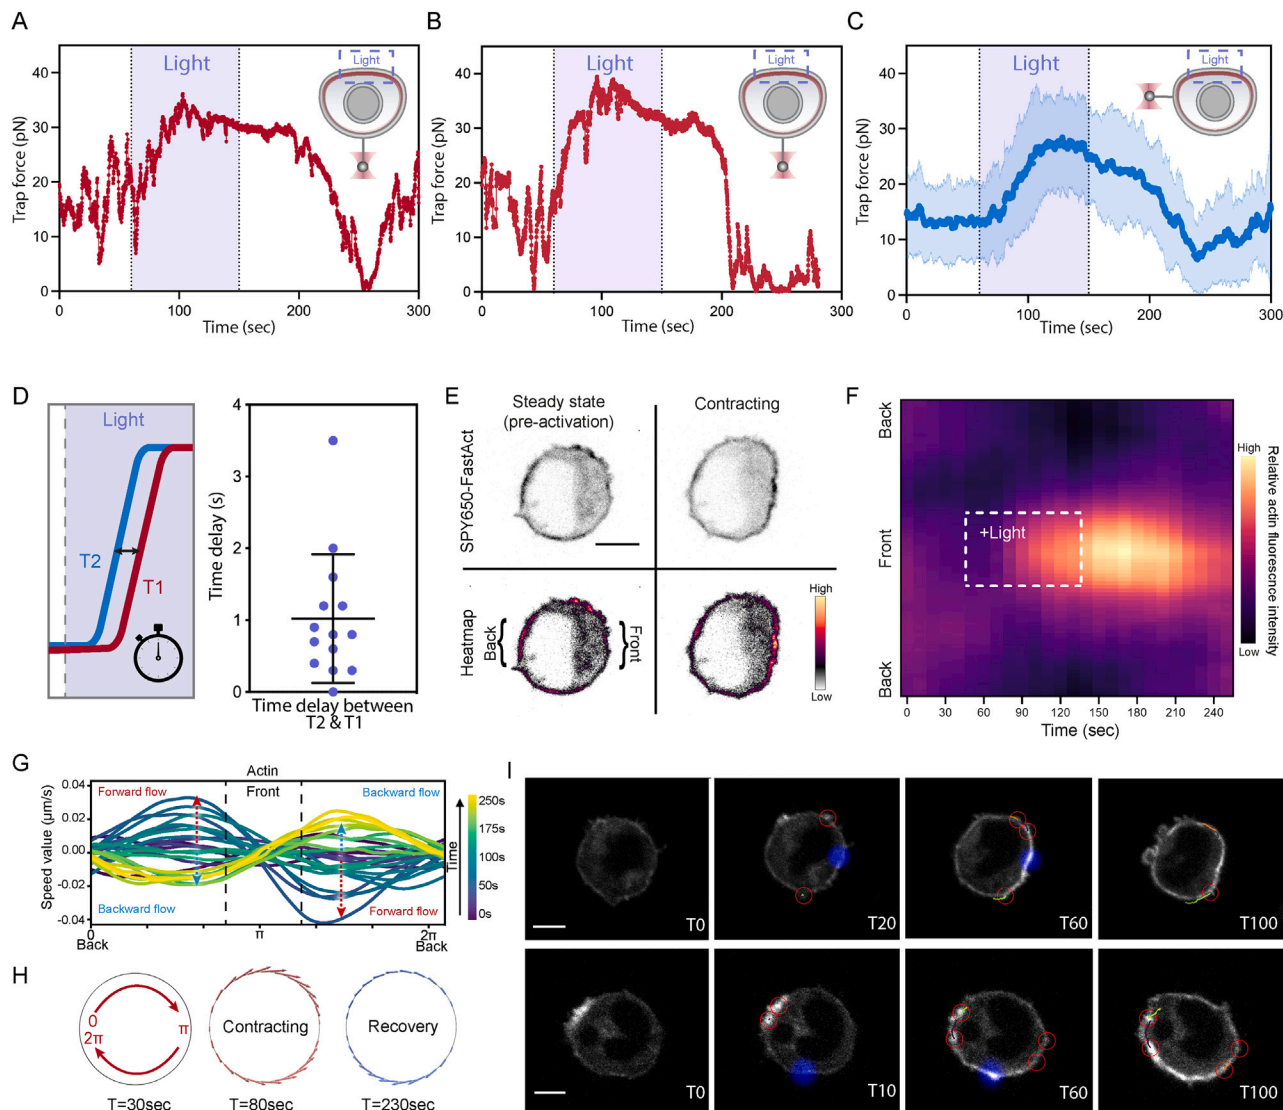 A
Trap force (pN)
40
30
20
10
0
Light
Light
0
100
200
300
Time (sec)
B
Trap force (pN)
40
30
20
10
0
Light
Light
0
100
200
300
Time (sec)
C
Trap force (pN)
40
30
20
10
0
Light
Light
0
100
200
300
Time (sec)
D
Light
T2
T1
Time delay (s)
4
3
2
1
0
Time delay between
T2 & T1
E
Steady state
(pre-activation)
Contracting
SPY650-FastAct
Heatmap
Back
Front
High
Low
F
Back
Front
Back
+Light
0
30
60
90
120
150
180
210
240
Time (sec)
High
Low
Relative actin fluorescence intensity
G
Actin
Front
Forward flow
Backward flow
Backward flow
Forward flow
Speed value (μm/s)
0.04
0.02
0.00
-0.02
-0.04
0
Back
π
2π
Back
Time
250s
175s
100s
50s
0s
H
0
2π
π
T=30sec
Contracting
T=80sec
Recovery
T=230sec
I
T0
T20
T60
T100
T0
T10
T60
T100